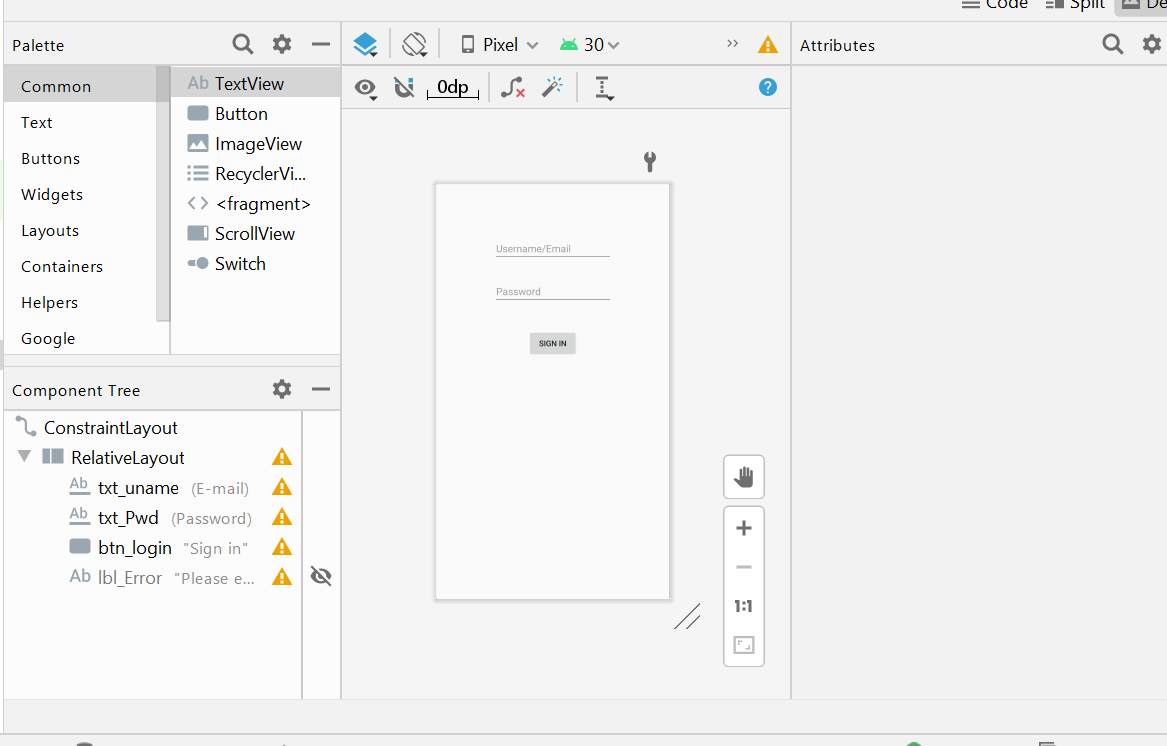 Code Split
Palette
Pixel 30 >>
Attributes
Common
Text
Buttons
Widgets
Layouts
Containers
Helpers
Google
Ab TextView
Button
ImageView
RecyclerVi...
<> <fragment>
ScrollView
Switch
0dp
?
Username/Email
Password
SIGN IN
Component Tree
ConstraintLayout
RelativeLayout
Ab txt_uname (E-mail)
Ab txt_Pwd (Password)
btn_login "Sign in"
Ab lbl_Error "Please e...
+
−
1:1